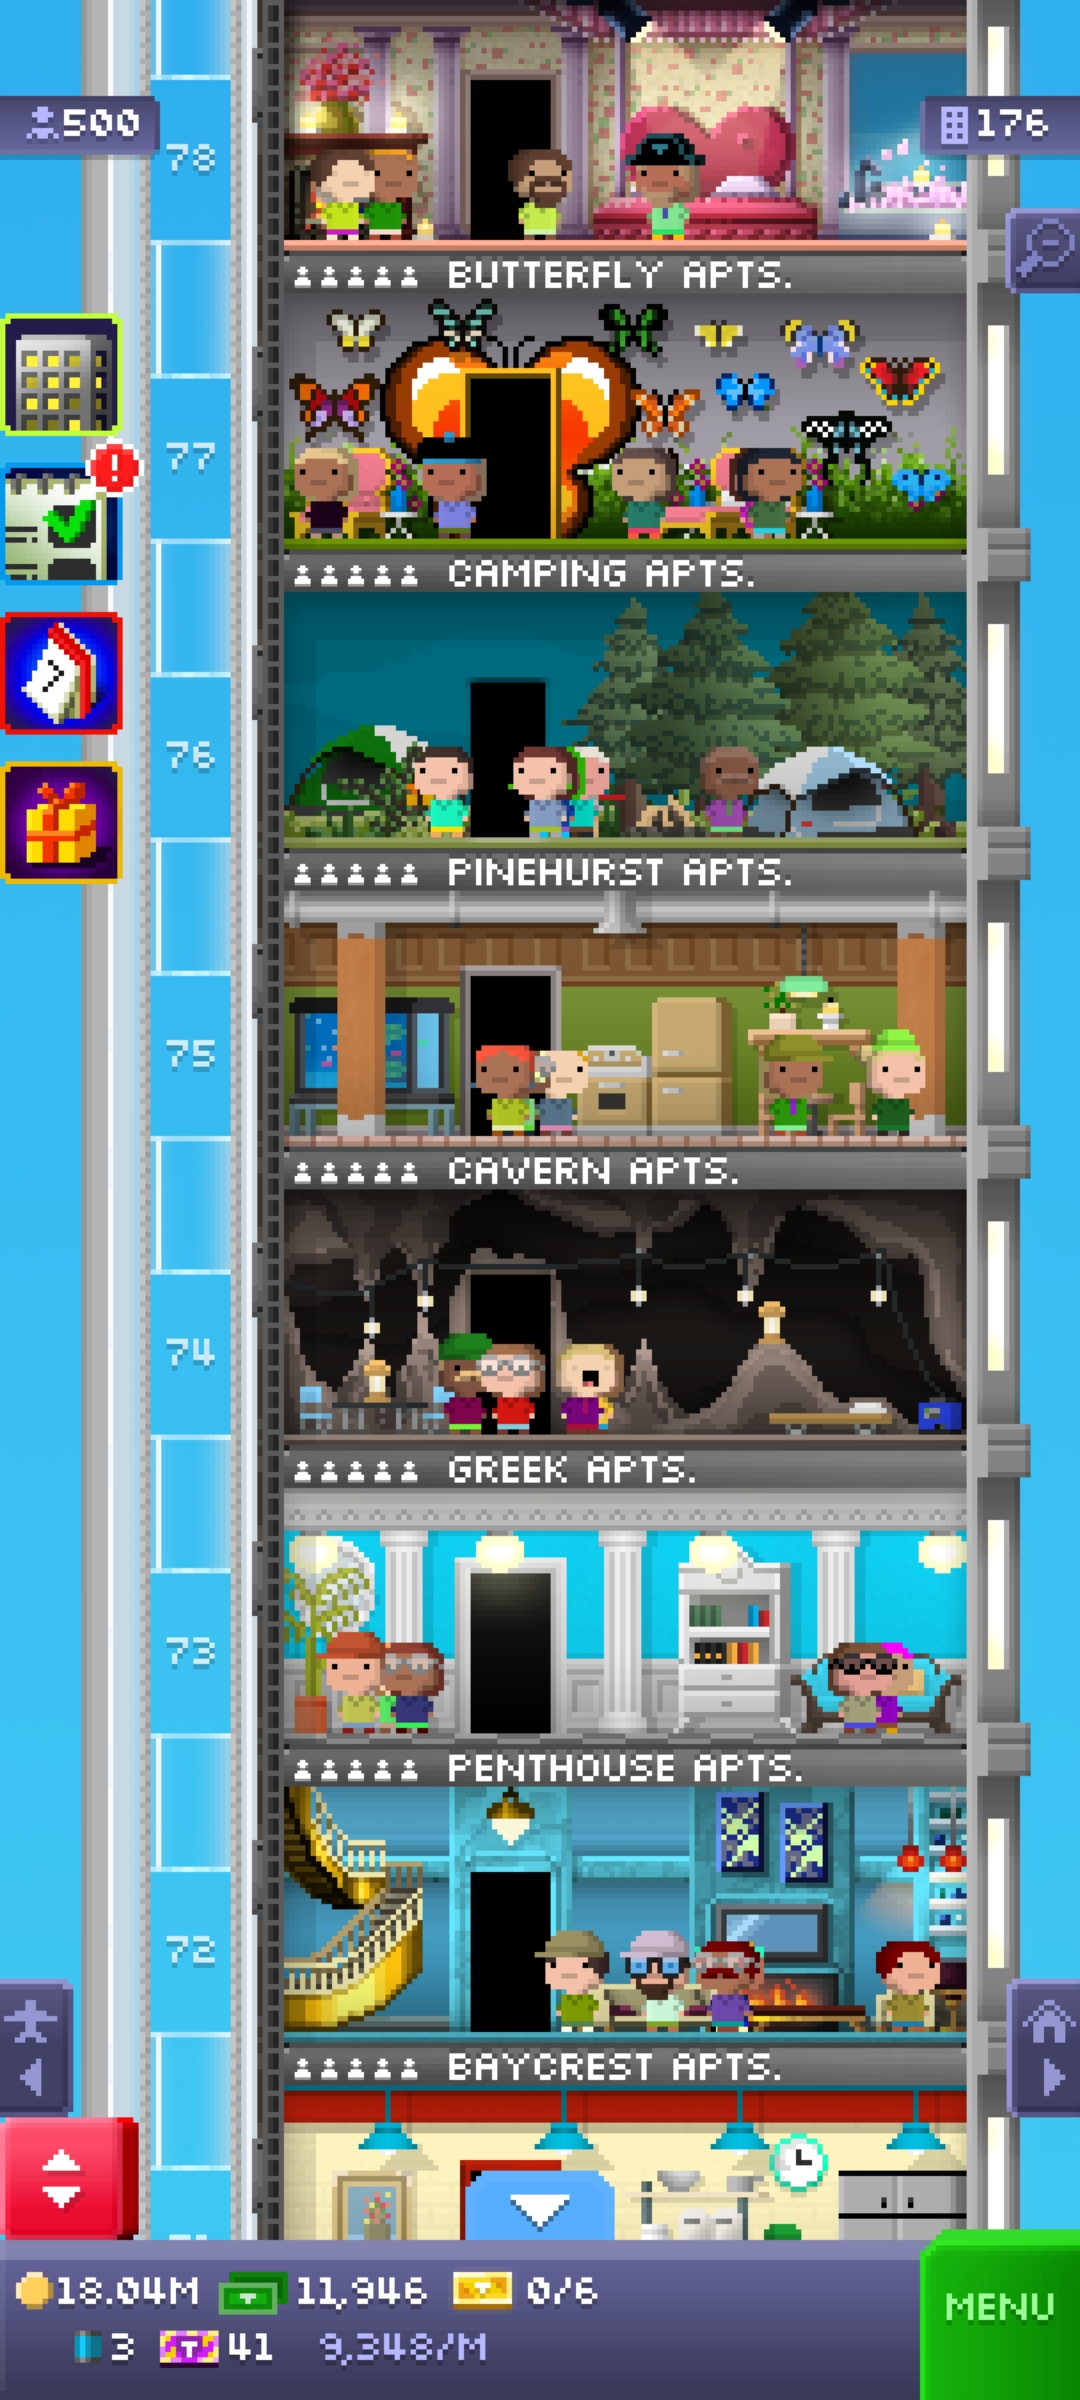 500
78
176
BUTTERFLY APTS.
77
CAMPING APTS.
7
76
PINEHURST APTS.
75
CAVERN APTS.
74
GREEK APTS.
73
PENTHOUSE APTS.
72
BAYCREST APTS.
18.04M 11,946 0/6
3 T 41 9,348/M
MENU